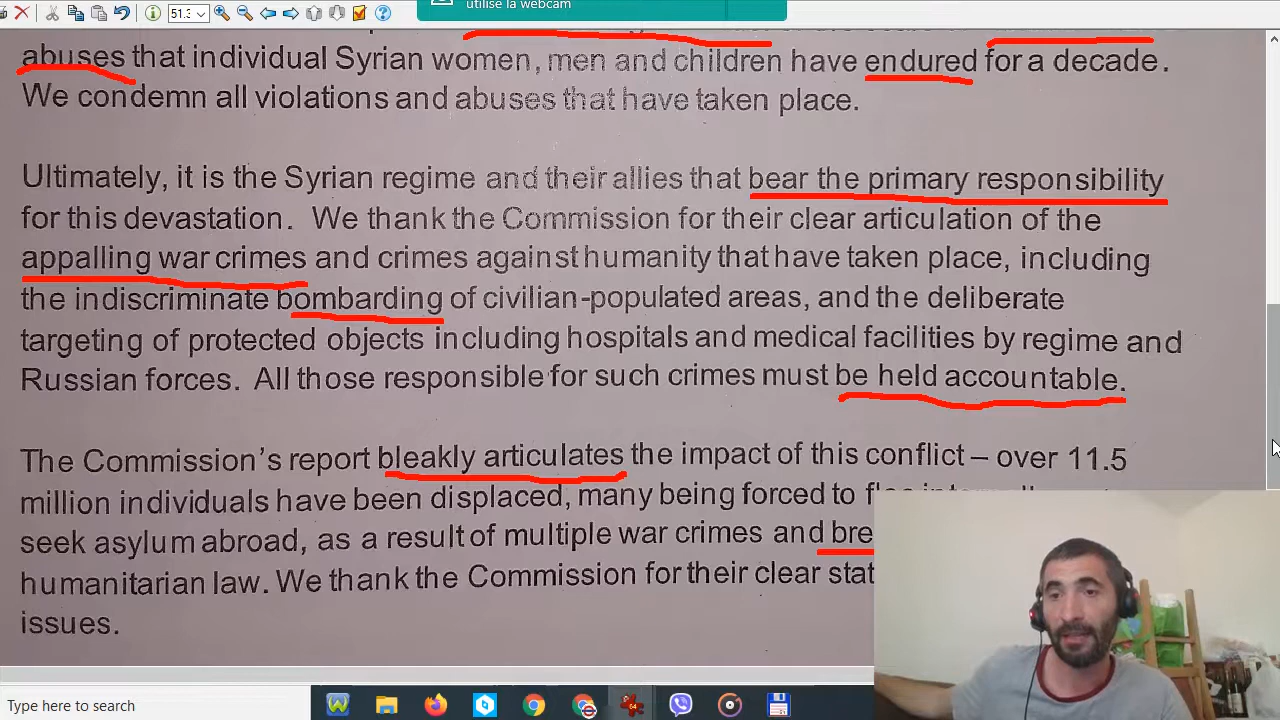 51.3
utilise la webcam
abuses that individual Syrian women, men and children have endured for a decade.
We condemn all violations and abuses that have taken place.
Ultimately, it is the Syrian regime and their allies that bear the primary responsibility
for this devastation. We thank the Commission for their clear articulation of the
appalling war crimes and crimes against humanity that have taken place, including
the indiscriminate bombarding of civilian-populated areas, and the deliberate
targeting of protected objects including hospitals and medical facilities by regime and
Russian forces. All those responsible for such crimes must be held accountable.
The Commission's report bleakly articulates the impact of this conflict – over 11.5
million individuals have been displaced, many being forced to
seek asylum abroad, as a result of multiple war crimes and bre
humanitarian law. We thank the Commission for their clear stat
issues.
Type here to search
64